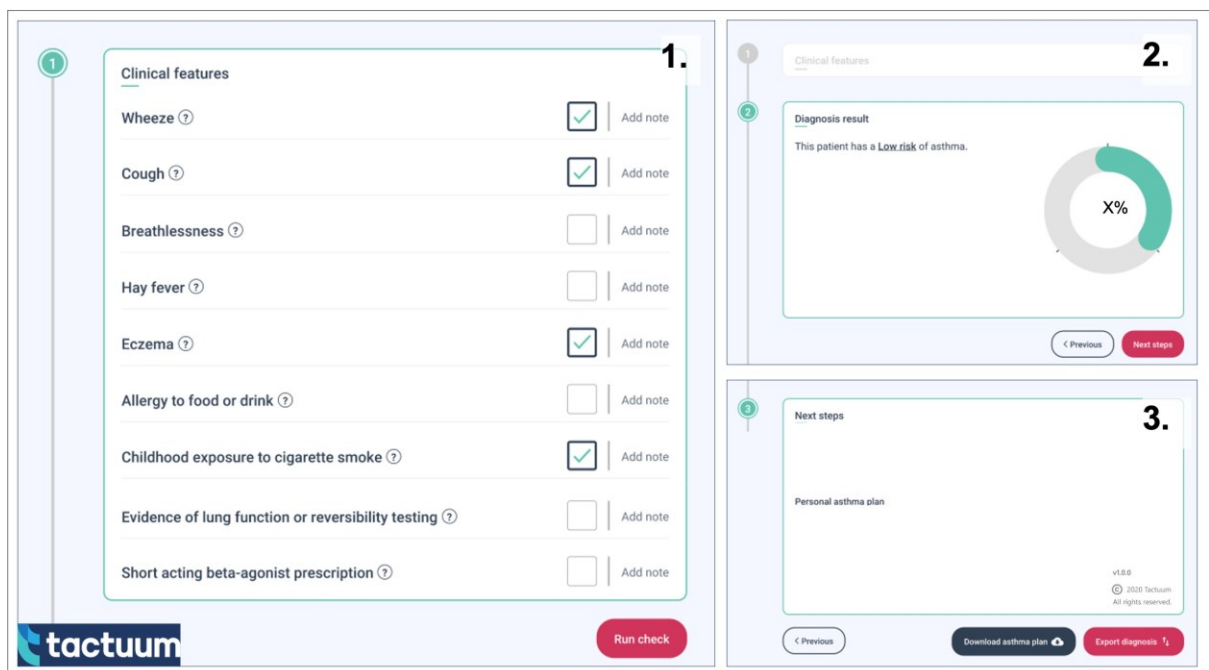 1
1.
Clinical features
Wheeze ?
Add note
Cough ?
Add note
Breathlessness ?
Add note
Hay fever ?
Add note
Eczema ?
Add note
Allergy to food or drink ?
Add note
Childhood exposure to cigarette smoke ?
Add note
Evidence of lung function or reversibility testing ?
Add note
Short acting beta-agonist prescription ?
Add note
Run check
tactuum
1
2.
Clinical features
2
Diagnosis result
This patient has a Low risk of asthma.
X%
< Previous
Next steps
3
3.
Next steps
Personal asthma plan
v1.0.0
© 2020 Tactuum
All rights reserved.
< Previous
Download asthma plan
Export diagnosis